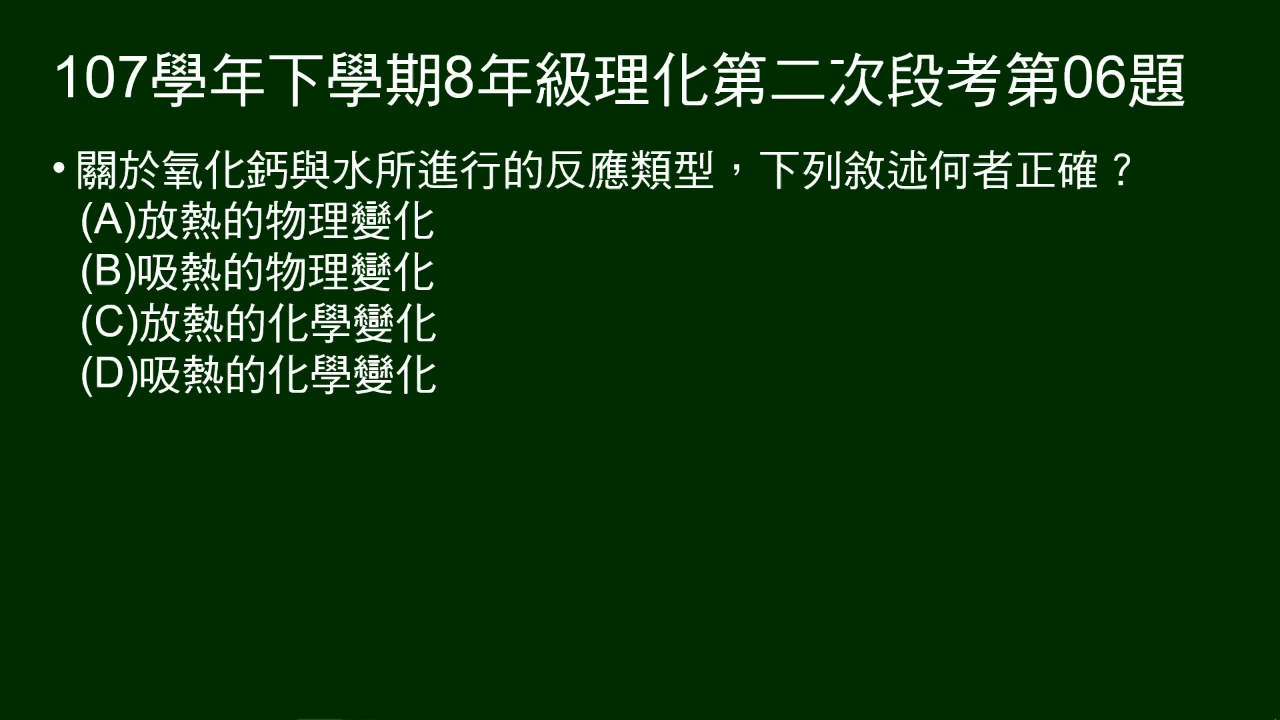 107學年下學期8年級理化第二次段考第06題
• 關於氧化鈣與水所進行的反應類型，下列敘述何者正確？
(A)放熱的物理變化
(B)吸熱的物理變化
(C)放熱的化學變化
(D)吸熱的化學變化